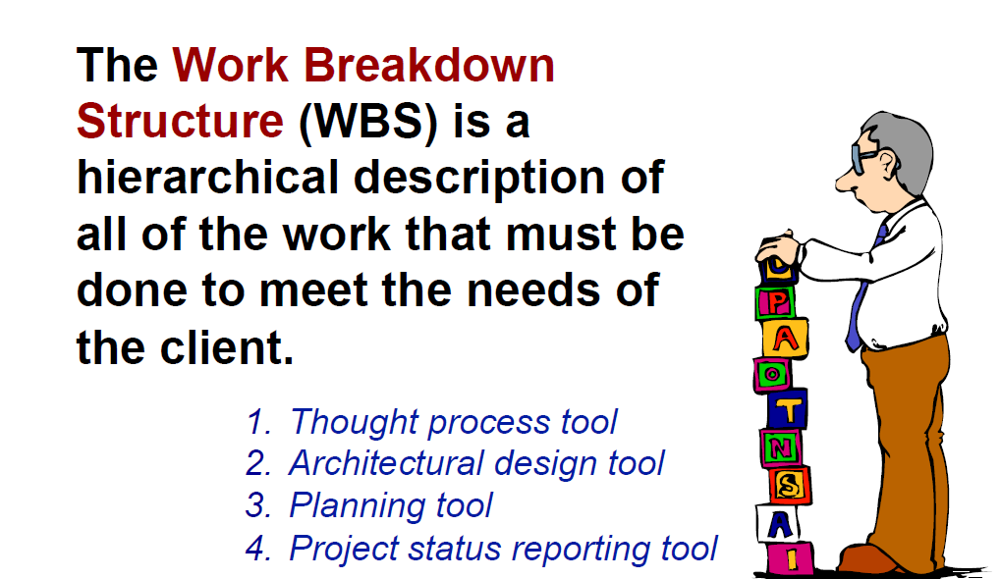 The Work Breakdown
Structure (WBS) is a
hierarchical description of
all of the work that must be
done to meet the needs of
the client.
1. Thought process tool
2. Architectural design tool
3. Planning tool
4. Project status reporting tool
P
A
O
T
N
S
A
I